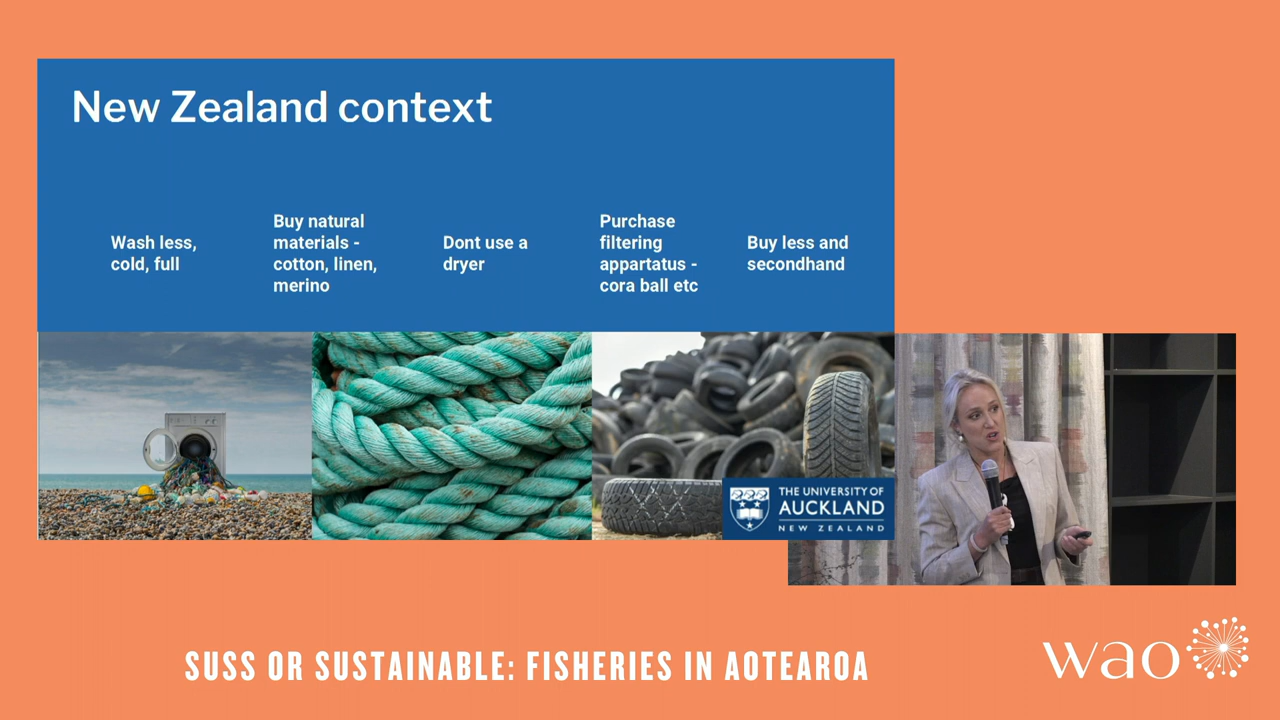 New Zealand context
Wash less,
cold, full
Buy natural
materials -
cotton, linen,
merino
Dont use a
dryer
Purchase
filtering
appartatus -
cora ball etc
Buy less and
secondhand
THE UNIVERSITY OF
AUCKLAND
NEW ZEALAND
SUSS OR SUSTAINABLE: FISHERIES IN AOTEAROA
wao